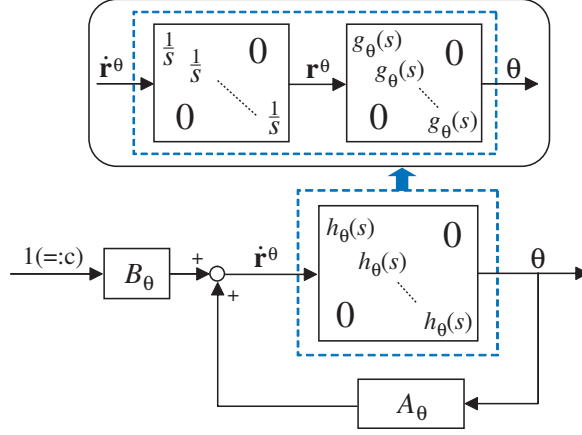 1/s 0 g_θ(s) 0
ṙ^θ 1/s r^θ g_θ(s) θ
0 1/s 0 g_θ(s)
h_θ(s) 0
1(=:c) B_θ + ṙ^θ h_θ(s) θ
+ 0 h_θ(s)
A_θ